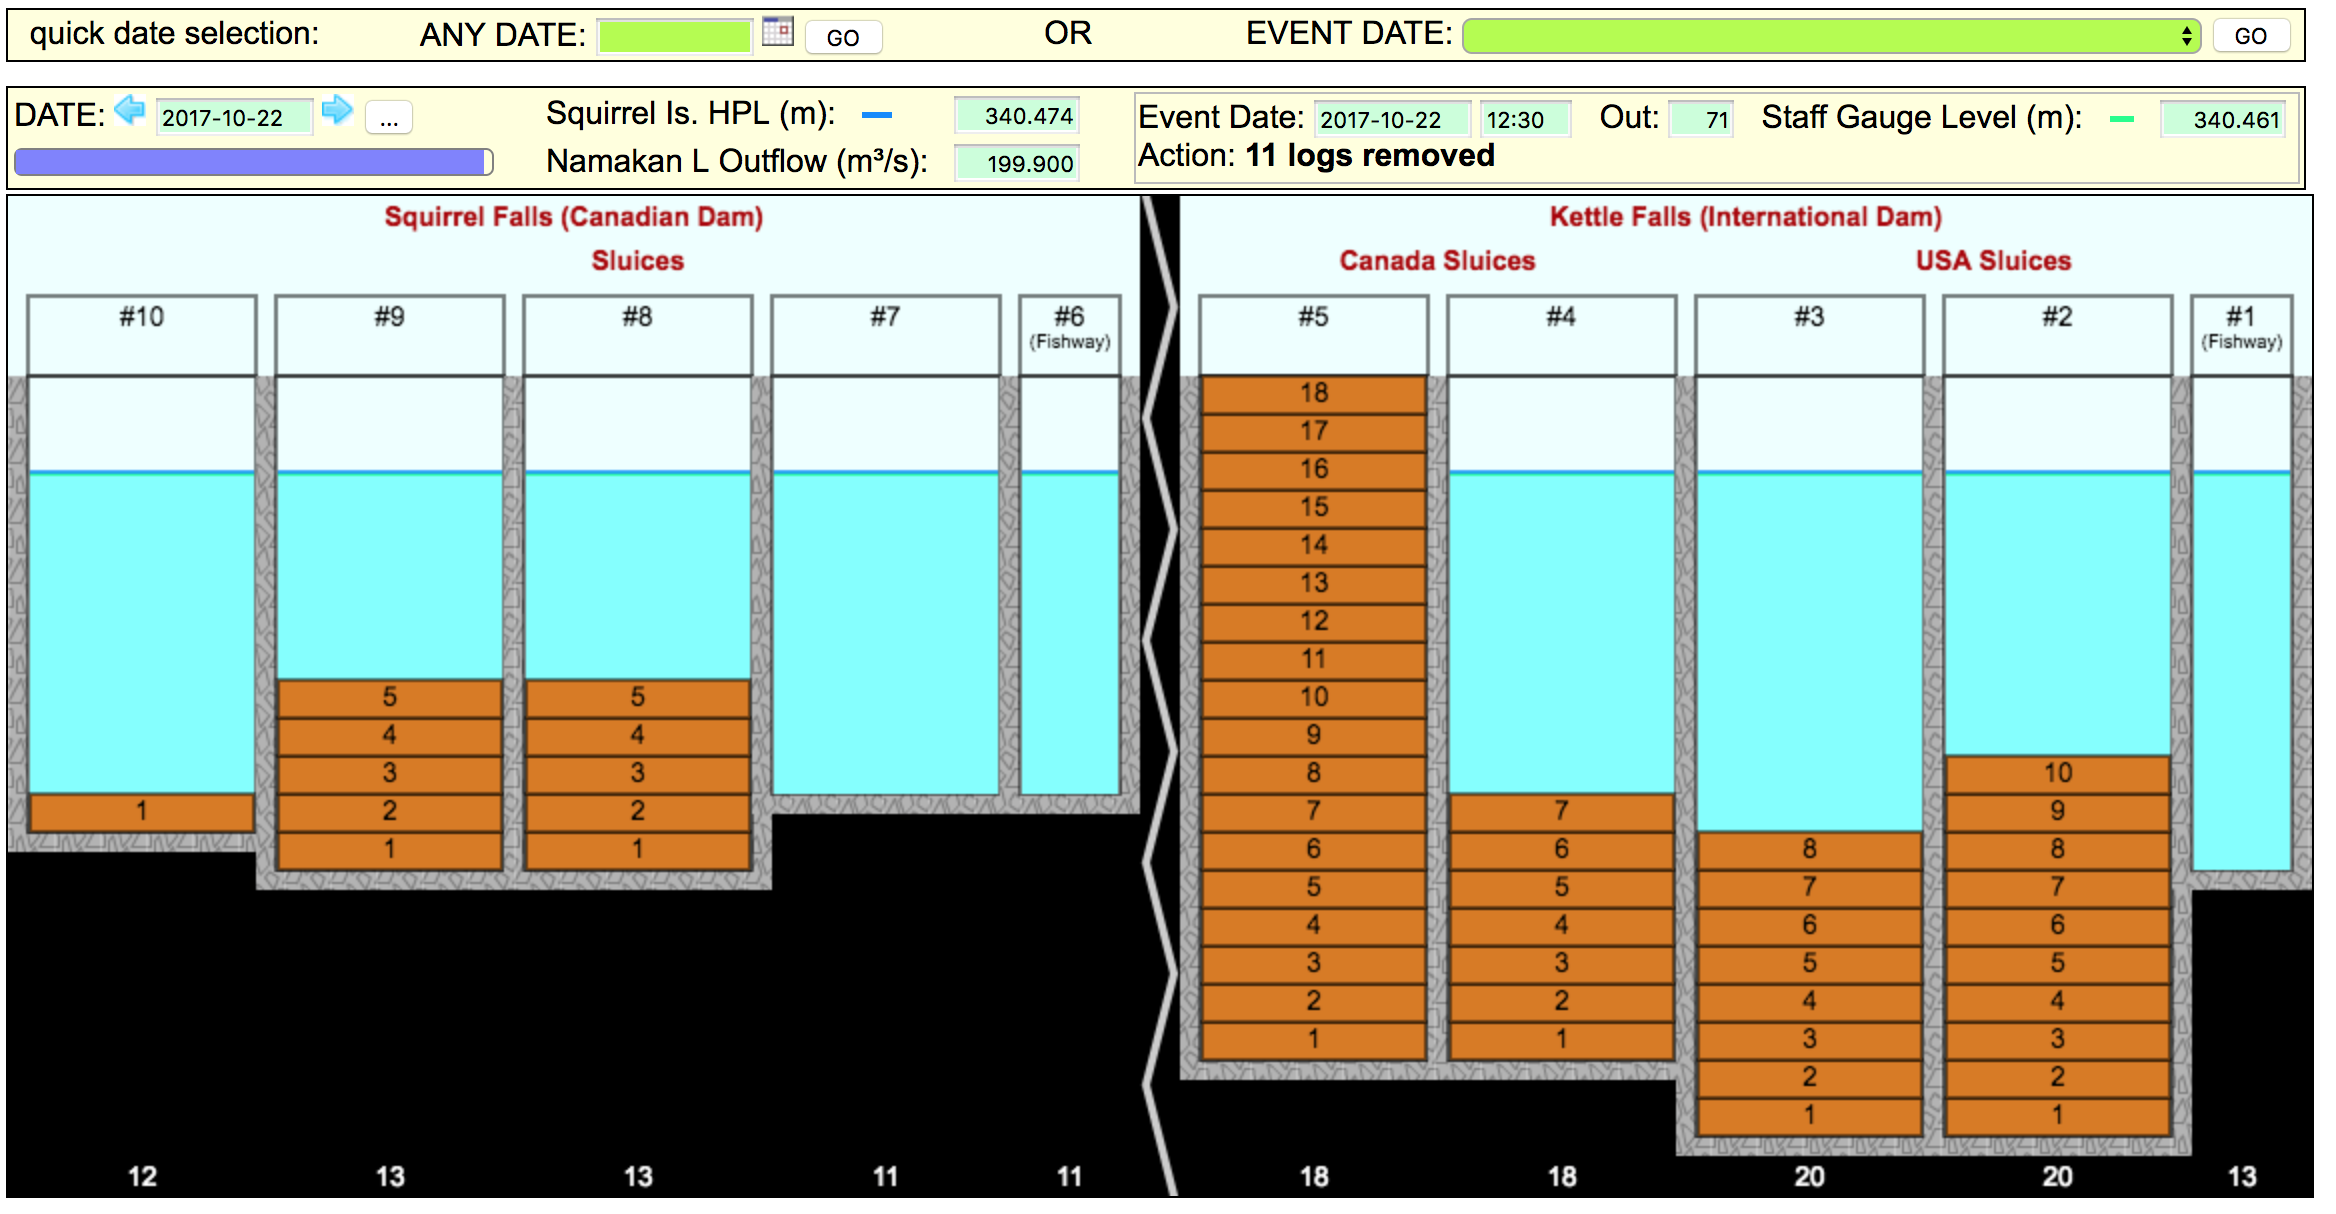 quick date selection: ANY DATE: GO OR EVENT DATE: GO
DATE: 2017-10-22 ... Squirrel Is. HPL (m): 340.474 Event Date: 2017-10-22 12:30 Out: 71 Staff Gauge Level (m): 340.461
Namakan L Outflow (m³/s): 199.900 Action: 11 logs removed
Squirrel Falls (Canadian Dam) Kettle Falls (International Dam)
Sluices Canada Sluices USA Sluices
#10 #9 #8 #7 #6 #5 #4 #3 #2 #1
(Fishway) (Fishway)
18
17
16
15
14
13
12
11
5 5 10
4 4 9
3 3 8 10
1 2 2 7 7 9
1 1 6 6 8 8
5 5 7 7
4 4 6 6
3 3 5 5
2 2 4 4
1 1 3 3
2 2
1 1
12 13 13 11 11 18 18 20 20 13